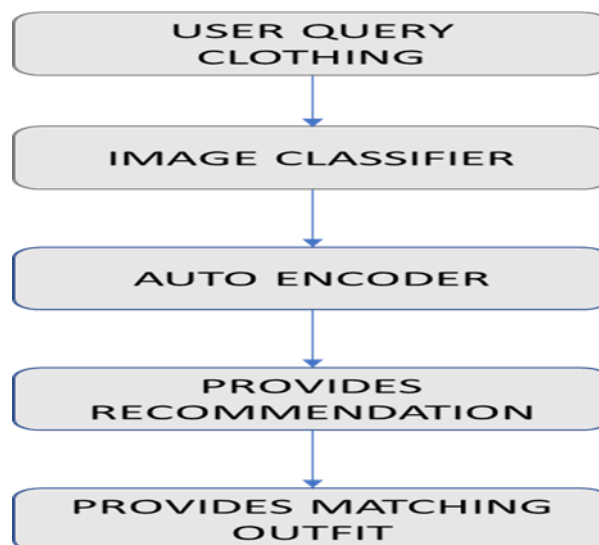 USER QUERY
CLOTHING
IMAGE CLASSIFIER
AUTO ENCODER
PROVIDES
RECOMMENDATION
PROVIDES MATCHING
OUTFIT